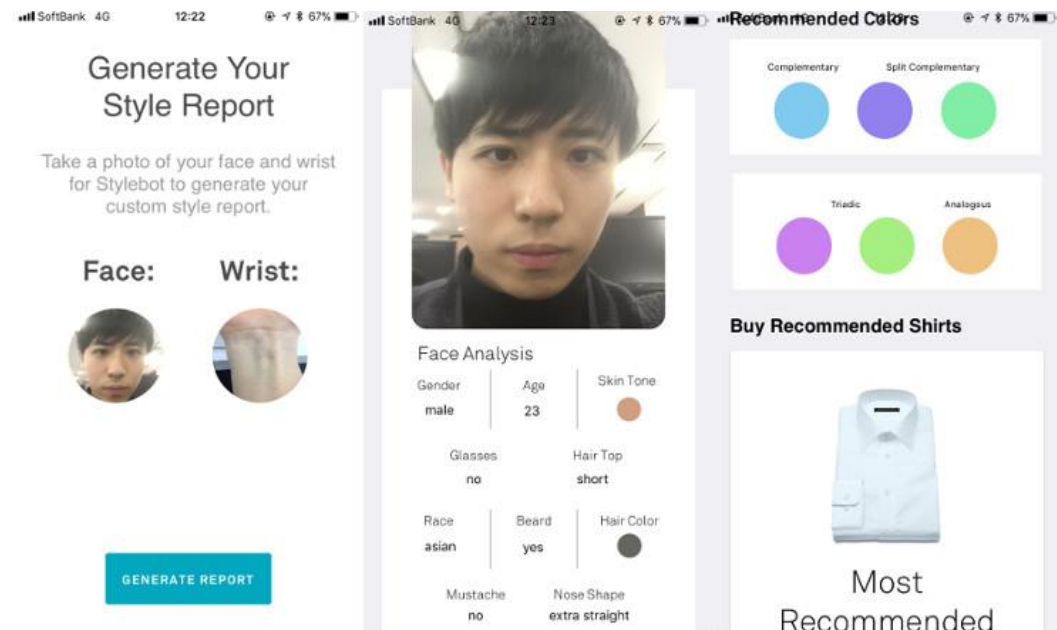 SoftBank 4G 12:22 67%
Generate Your
Style Report
Take a photo of your face and wrist
for Stylebot to generate your
custom style report.
Face: Wrist:
GENERATE REPORT
SoftBank 4G 12:23 67%
Face Analysis
Gender Age Skin Tone
male 23
Glasses Hair Top
no short
Race Beard Hair Color
asian yes
Mustache Nose Shape
no extra straight
67%
Recommended Colors
Complementary Split Complementary
Triadic Analogous
Buy Recommended Shirts
Most
Recommended